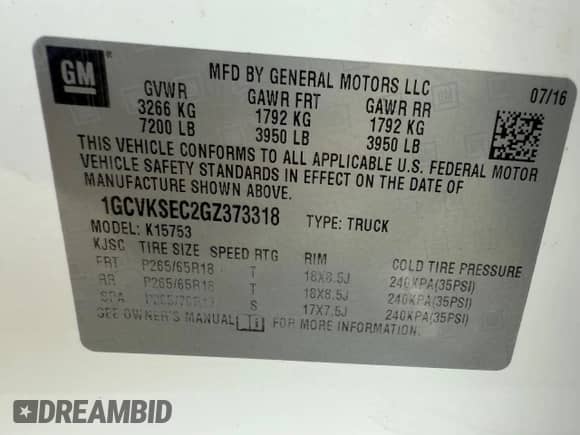 GM
MFD BY GENERAL MOTORS LLC
07/16
GVWR GAWR FRT GAWR RR
3266 KG 1792 KG 1792 KG
7200 LB 3950 LB 3950 LB
THIS VEHICLE CONFORMS TO ALL APPLICABLE U.S. FEDERAL MOTOR
VEHICLE SAFETY STANDARDS IN EFFECT ON THE DATE OF
MANUFACTURE SHOWN ABOVE.
1GCVKSEC2GZ373318 TYPE: TRUCK
MODEL: K15753
KJSC TIRE SIZE SPEED RTG RIM COLD TIRE PRESSURE
FRT P265/65R18 T 18X8.5J 240KPA(35PSI)
RR P265/65R18 T 18X8.5J 240KPA(35PSI)
SPA P265/70R17 S 17X7.5J 240KPA(35PSI)
SEE OWNER'S MANUAL i FOR MORE INFORMATION.
DREAMBID